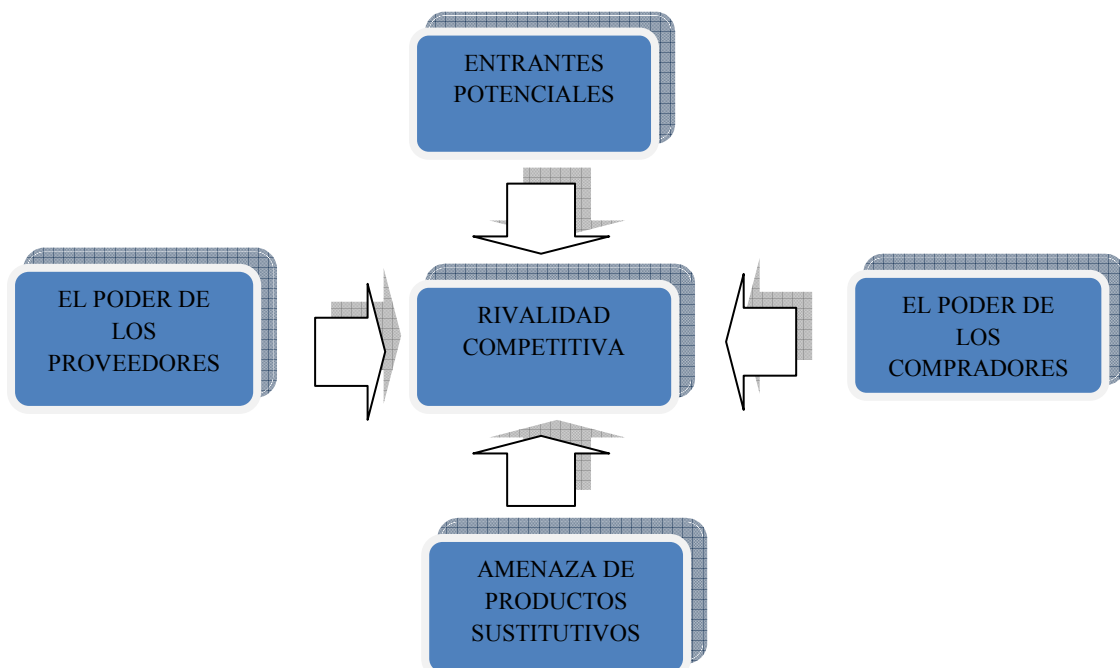 ENTRANTES
POTENCIALES
EL PODER DE
LOS
PROVEEDORES
RIVALIDAD
COMPETITIVA
EL PODER DE
LOS
COMPRADORES
AMENAZA DE
PRODUCTOS
SUSTITUTIVOS